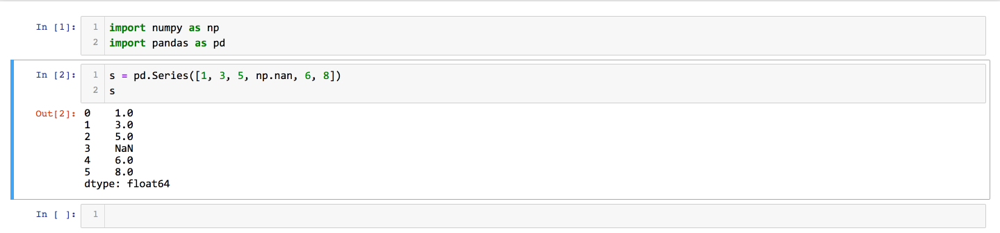 In [1]: 1 import numpy as np
2 import pandas as pd
In [2]: 1 s = pd.Series([1, 3, 5, np.nan, 6, 8])
2 s
Out[2]: 0    1.0
1    3.0
2    5.0
3    NaN
4    6.0
5    8.0
dtype: float64
In [ ]: 1